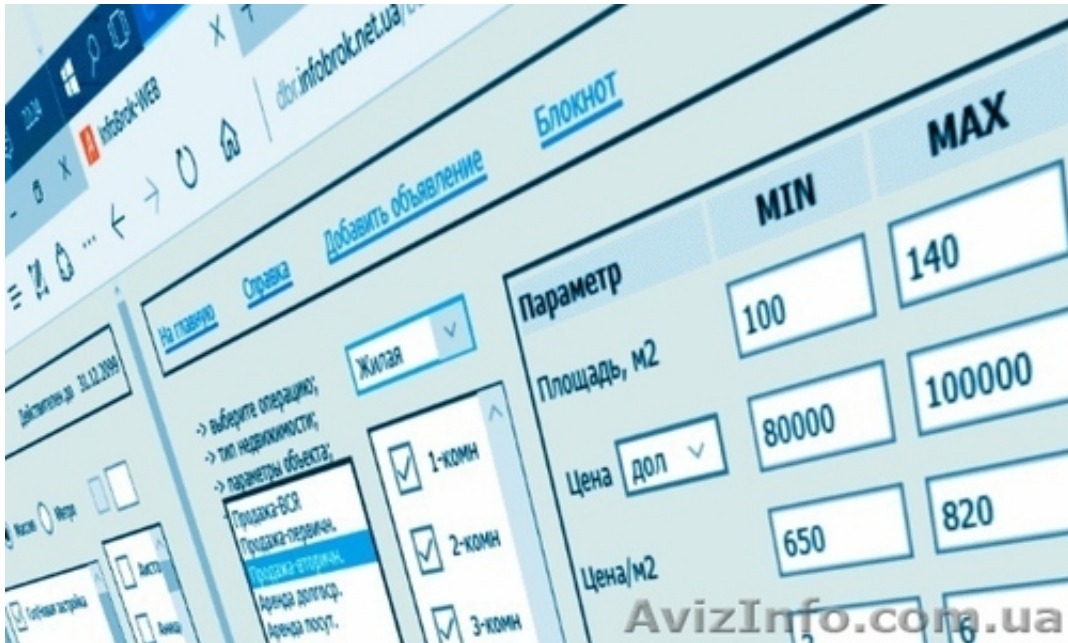 22:24
InfoBrok-WEB
dbr.infobrok.net.ua/
На главную
Справка
Добавить объявление
Блокнот
Действителен до 31.12.2099
Жилая
-> выберите операцию;
-> тип недвижимости;
-> параметры объекта;
Продажа-ВСЯ
Продажа-первичн.
Продажа-вторичн.
Аренда долгоср.
Аренда посут.
1-комн
2-комн
3-комн
Параметр MIN MAX
Площадь, м2 100 140
Цена дол 80000 100000
Цена/м2 650 820
Метро
AvizInfo.com.ua